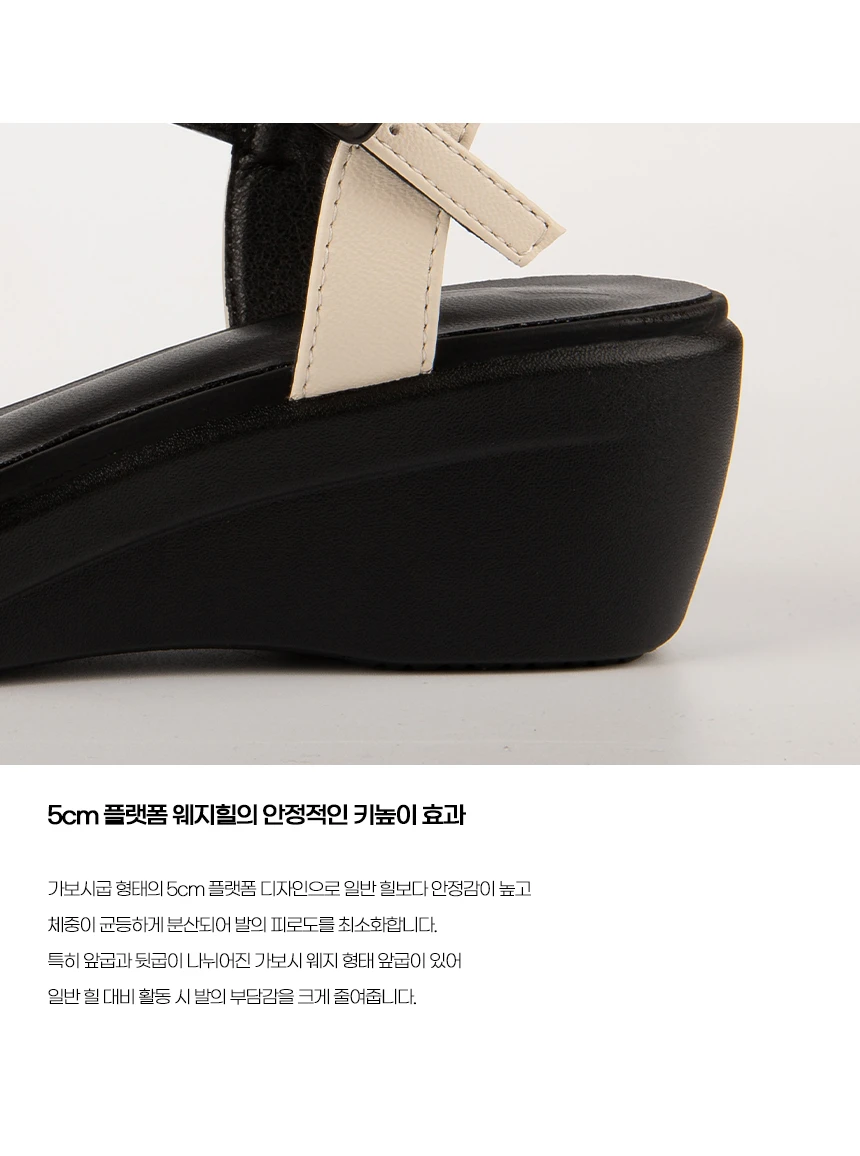 5cm 플랫폼 웨지힐의 안정적인 키높이 효과
가보시굽 형태의 5cm 플랫폼 디자인으로 일반 힐보다 안정감이 높고
체중이 균등하게 분산되어 발의 피로도를 최소화합니다.
특히 앞굽과 뒷굽이 나뉘어진 가보시 웨지 형태 앞굽이 있어
일반 힐 대비 활동 시 발의 부담감을 크게 줄여줍니다.